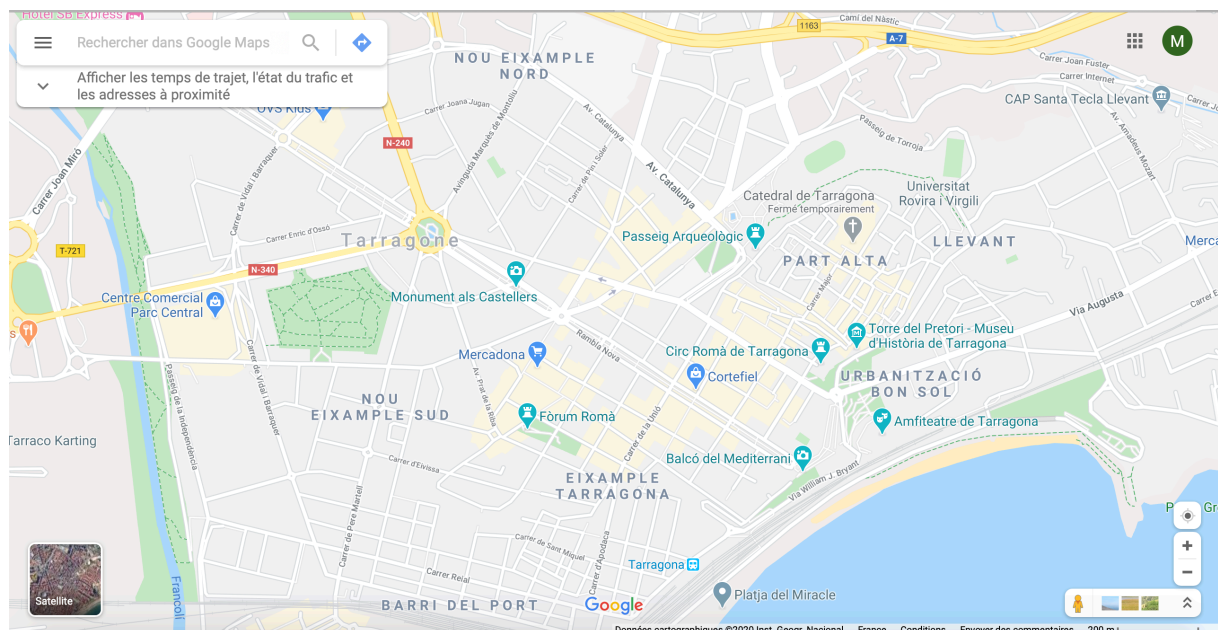 Hotel SB Express
Rechercher dans Google Maps
Afficher les temps de trajet, l'état du trafic et
les adresses à proximité
M
1163
Camí del Nàstic
A-7
Carrer Joan Fuster
Carrer Internet
NOU EIXAMPLE
NORD
OVS Kids
Carrer Joana Jugan
Av. Catalunya
CAP Santa Tecla Llevant
Av. Amadeus Mozart
Passeig de Torroja
N-240
Carrer Joan Miró
Carrer de Vidal i Barraquer
Avinguda Marquès de Montoliu
Carrer de Pin i Soler
Av. Catalunya
Catedral de Tarragona
Fermé temporairement
Universitat
Rovira i Virgili
Carrer Enric d'Ossó
Tarragone
Passeig Arqueològic
LLEVANT
Merca
T-721
PART ALTA
N-340
Carrer Major
Centre Comercial
Parc Central
Monument als Castellers
Via Augusta
Carrer E
s
Rambla Nova
Torre del Pretori - Museu
d'Història de Tarragona
Mercadona
Circ Romà de Tarragona
Cortefiel
URBANITZACIÓ
BON SOL
Passeig de la Independència
Carrer de Vidal i Barraquer
Av. Prat de la Riba
NOU
EIXAMPLE SUD
Fòrum Romà
Carrer de la Unió
Amfiteatre de Tarragona
Tarraco Karting
Carrer d'Eivissa
Balcó del Mediterrani
Via William J. Bryant
EIXAMPLE
TARRAGONA
Carrer de Pere Martell
P
Gr
Carrer de Sant Miquel
Carrer d'Apodaca
Tarragona
Carrer Reial
Francolí
Satellite
BARRI DEL PORT
Google
Platja del Miracle
Données cartographiques ©2020 Inst. Geogr. Nacional France Conditions Envoyer des commentaires 200 m